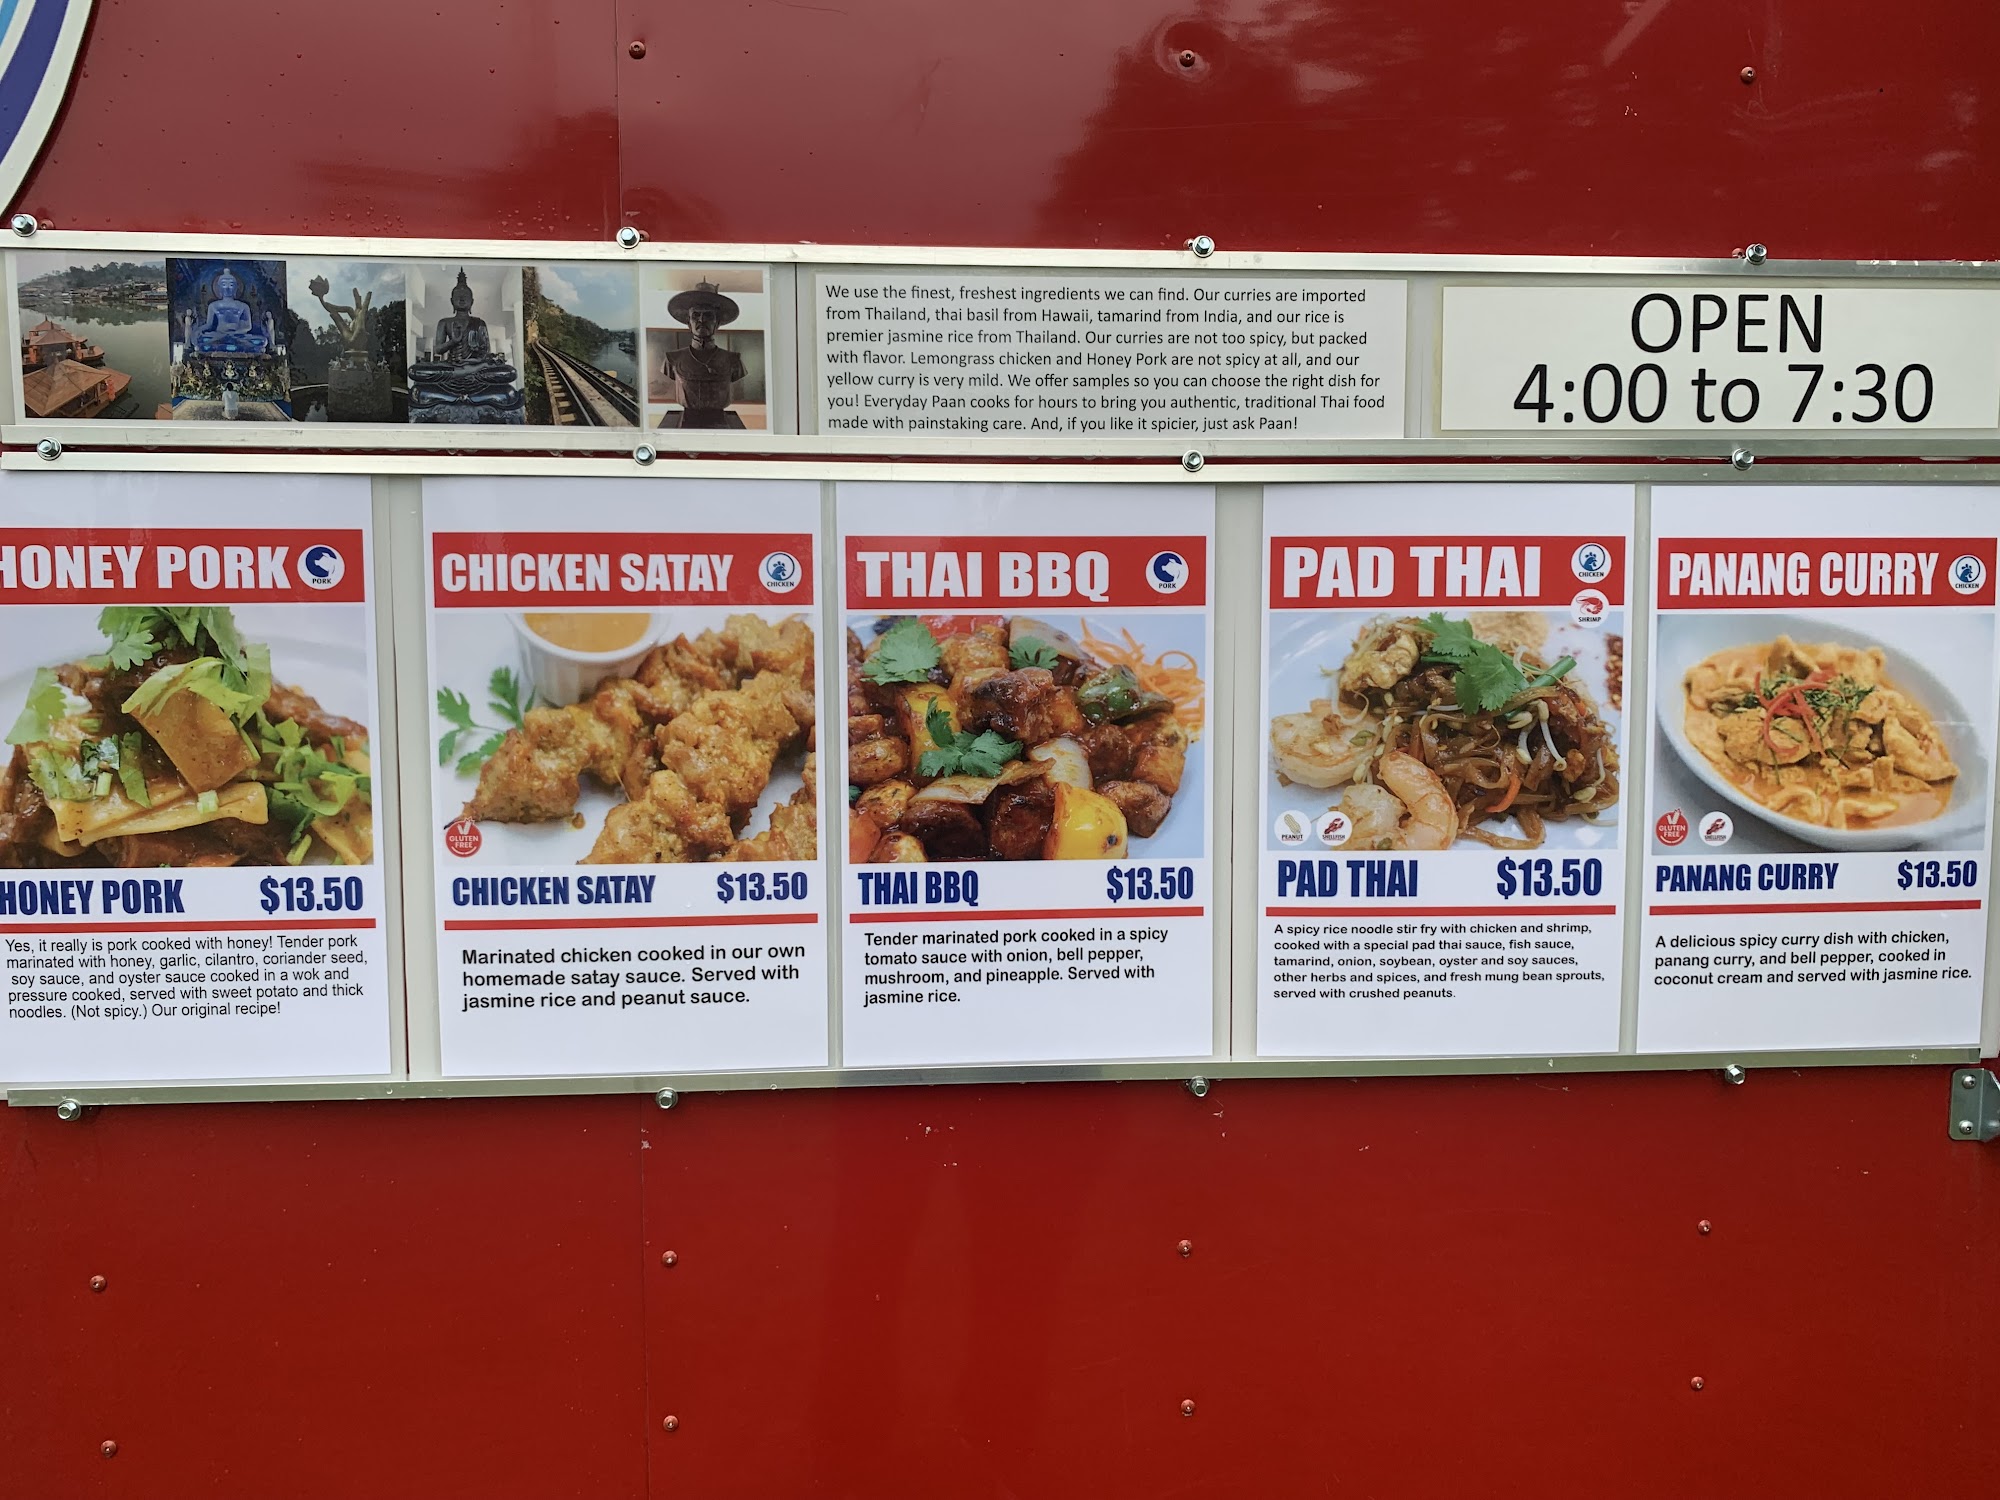 We use the finest, freshest ingredients we can find. Our curries are imported
from Thailand, thai basil from Hawaii, tamarind from India, and our rice is
premier jasmine rice from Thailand. Our curries are not too spicy, but packed
with flavor. Lemongrass chicken and Honey Pork are not spicy at all, and our
yellow curry is very mild. We offer samples so you can choose the right dish for
you! Everyday Paan cooks for hours to bring you authentic, traditional Thai food
made with painstaking care. And, if you like it spicier, just ask Paan!
OPEN
4:00 to 7:30
HONEY PORK
PORK
HONEY PORK $13.50
Yes, it really is pork cooked with honey! Tender pork
marinated with honey, garlic, cilantro, coriander seed,
soy sauce, and oyster sauce cooked in a wok and
pressure cooked, served with sweet potato and thick
noodles. (Not spicy.) Our original recipe!
CHICKEN SATAY
CHICKEN
GLUTEN
FREE
CHICKEN SATAY $13.50
Marinated chicken cooked in our own
homemade satay sauce. Served with
jasmine rice and peanut sauce.
THAI BBQ
PORK
THAI BBQ $13.50
Tender marinated pork cooked in a spicy
tomato sauce with onion, bell pepper,
mushroom, and pineapple. Served with
jasmine rice.
PAD THAI
CHICKEN
SHRIMP
PEANUT
SHELLFISH
PAD THAI $13.50
A spicy rice noodle stir fry with chicken and shrimp,
cooked with a special pad thai sauce, fish sauce,
tamarind, onion, soybean, oyster and soy sauces,
other herbs and spices, and fresh mung bean sprouts,
served with crushed peanuts.
PANANG CURRY
CHICKEN
GLUTEN
FREE
SHELLFISH
PANANG CURRY $13.50
A delicious spicy curry dish with chicken,
panang curry, and bell pepper, cooked in
coconut cream and served with jasmine rice.